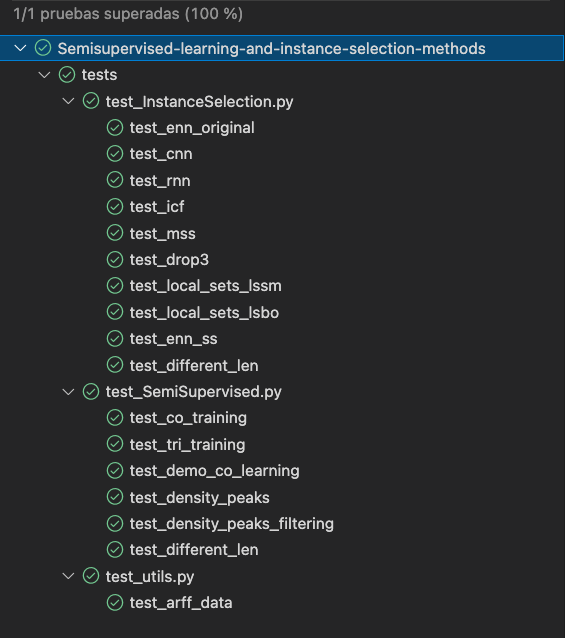 1/1 pruebas superadas (100 %)
Semisupervised-learning-and-instance-selection-methods
tests
test_InstanceSelection.py
test_enn_original
test_cnn
test_rnn
test_icf
test_mss
test_drop3
test_local_sets_lssm
test_local_sets_lsbo
test_enn_ss
test_different_len
test_SemiSupervised.py
test_co_training
test_tri_training
test_demo_co_learning
test_density_peaks
test_density_peaks_filtering
test_different_len
test_utils.py
test_arff_data